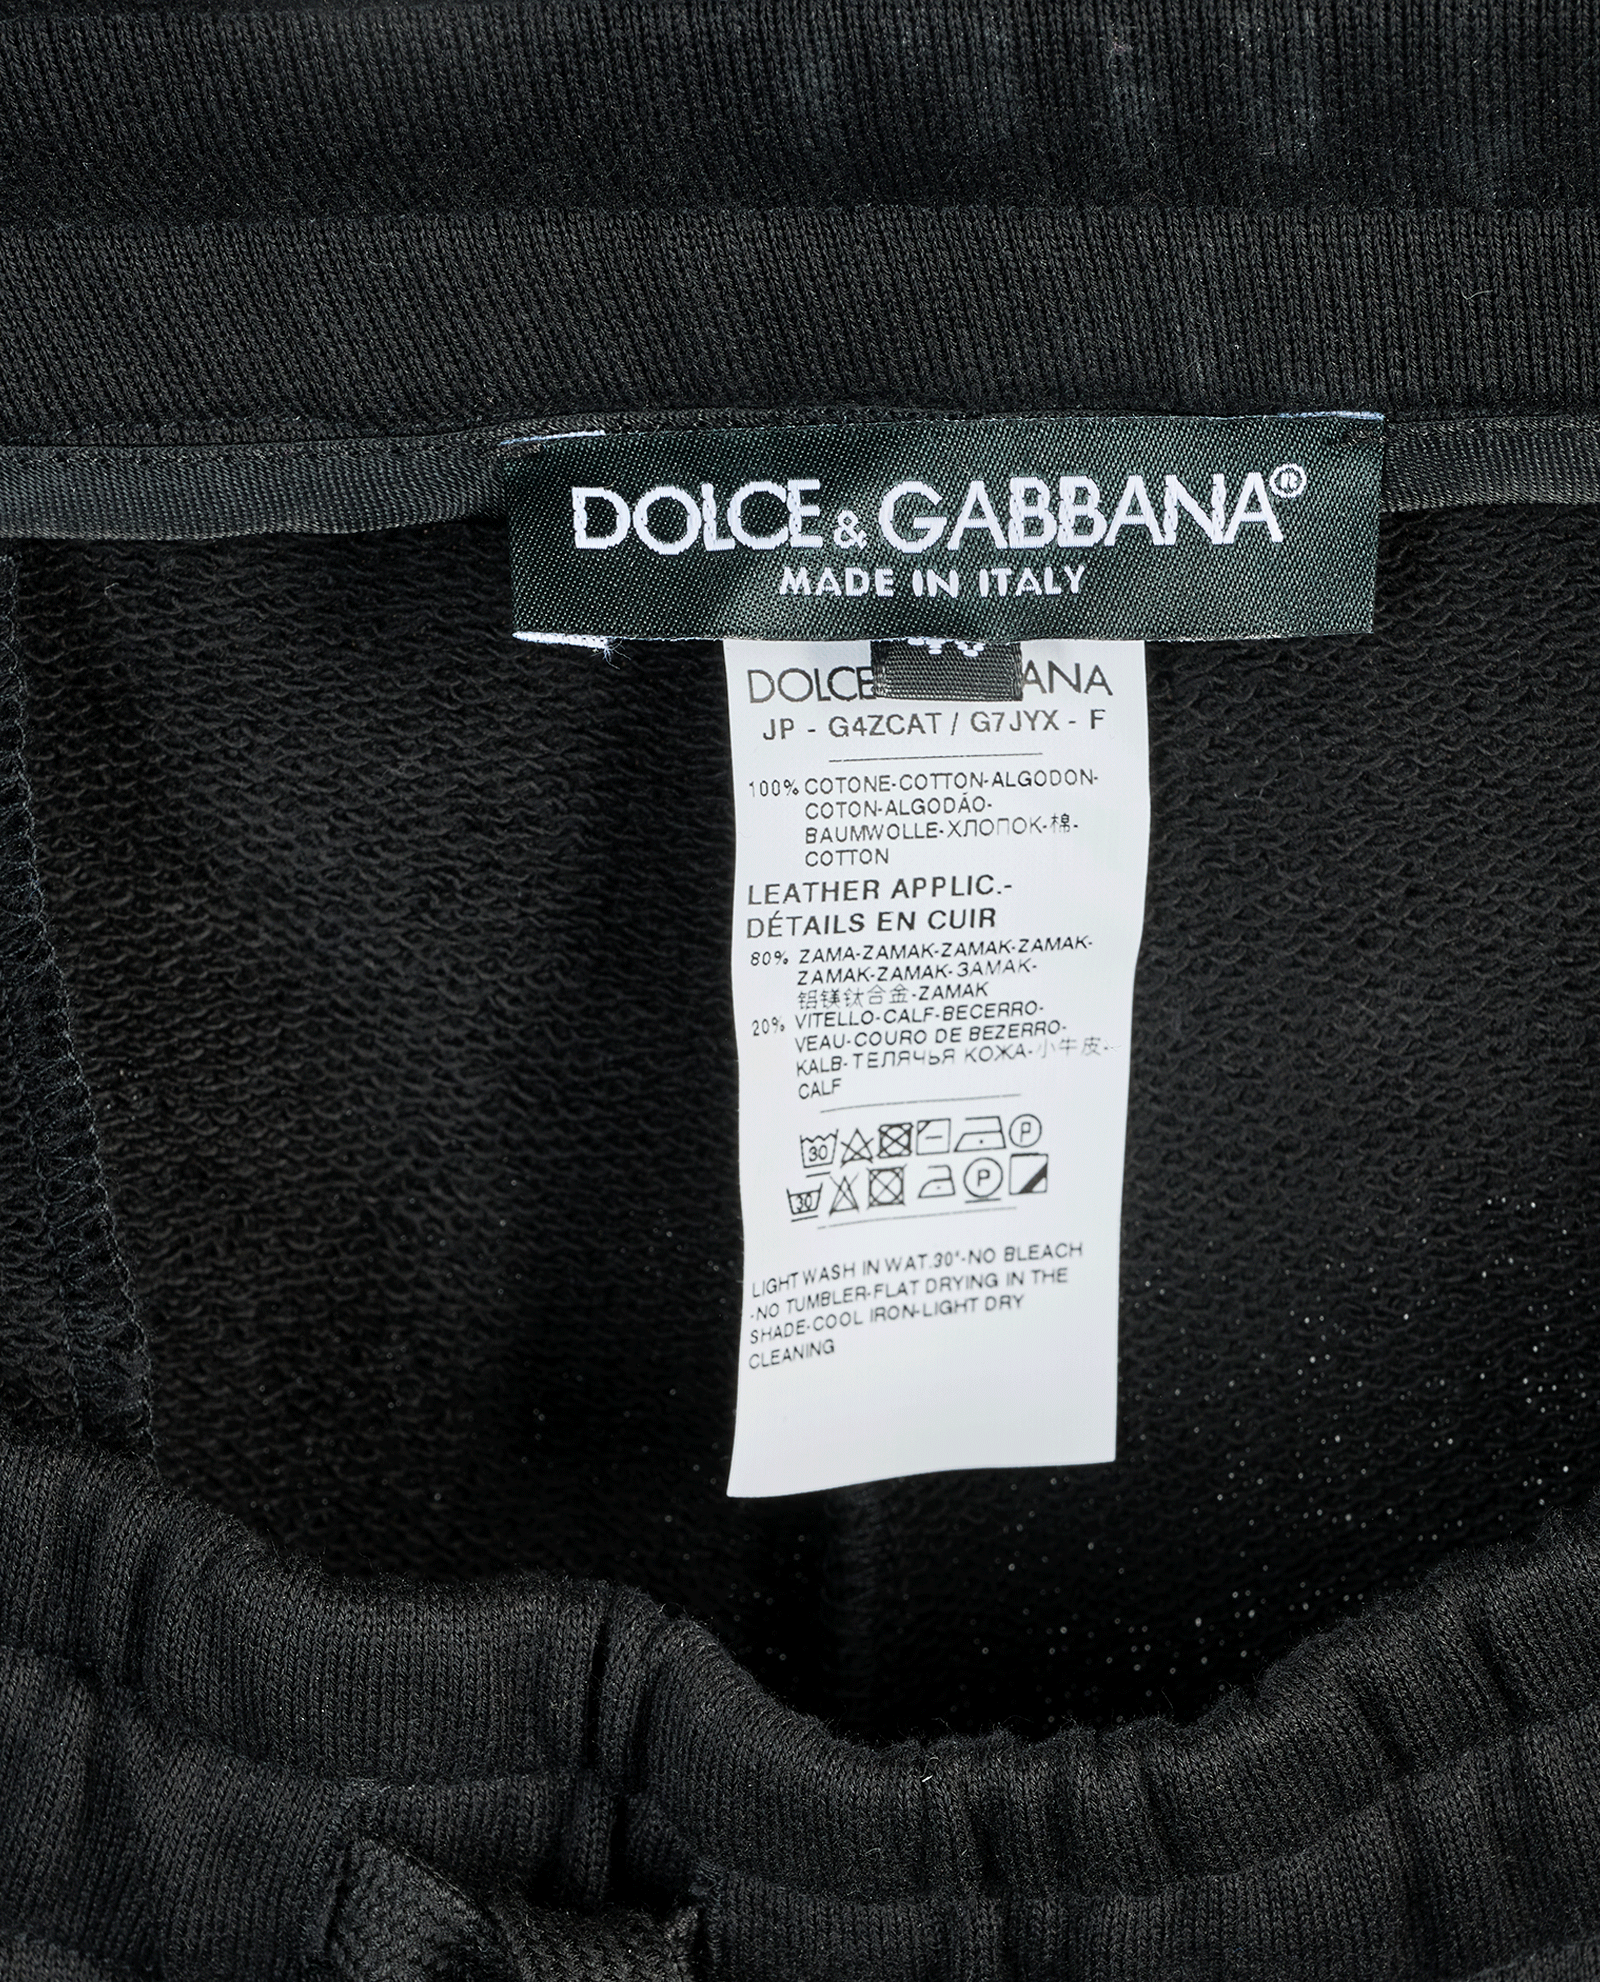 DOLCE & GABBANA®
MADE IN ITALY
DOLCE ANA
JP - G4ZCAT / G7JYX - F
100% COTONE-COTTON-ALGODON-
COTON-ALGODÃO-
BAUMWOLLE-ХЛОПОК-棉-
COTTON
LEATHER APPLIC.-
DÉTAILS EN CUIR
80% ZAMA-ZAMAK-ZAMAK-ZAMAK-
ZAMAK-ZAMAK-ЗАМАК-
铝镁钛合金-ZAMAK
20% VITELLO-CALF-BECERRO-
VEAU-COURO DE BEZERRO-
KALB-ТЕЛЯЧЬЯ КОЖА-小牛皮-
CALF
30 P
30 P
LIGHT WASH IN WAT.30°-NO BLEACH
-NO TUMBLER-FLAT DRYING IN THE
SHADE-COOL IRON-LIGHT DRY
CLEANING